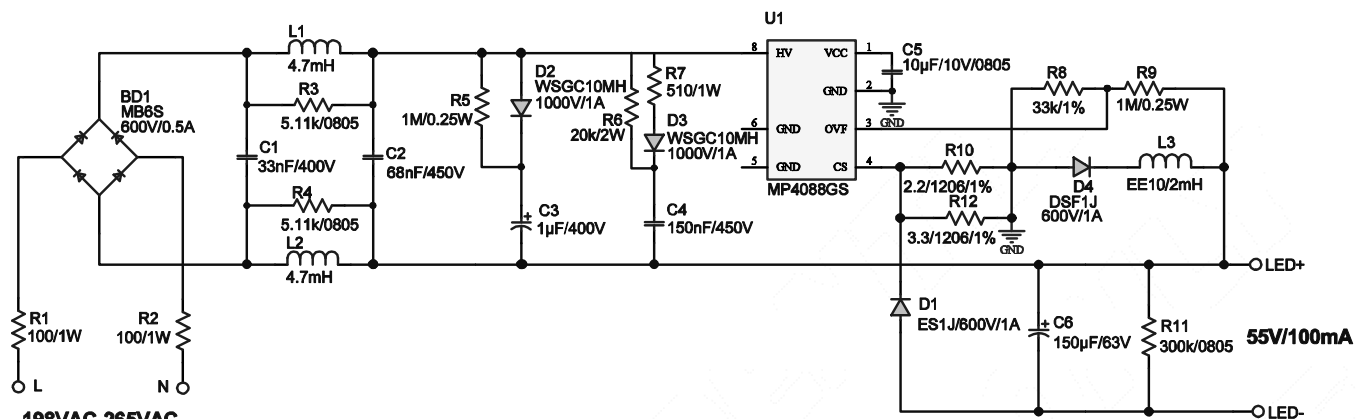 U1
L1
4.7mH
BD1
MB6S
600V/0.5A
R3
5.11k/0805
C1
33nF/400V
C2
68nF/450V
R4
5.11k/0805
L2
4.7mH
R1
100/1W
R2
100/1W
L
N
198VAC-265VAC
R5
1M/0.25W
D2
WSGC10MH
1000V/1A
R6
20k/2W
R7
510/1W
D3
WSGC10MH
1000V/1A
C3
+
1µF/400V
C4
150nF/450V
8
HV
VCC
1
GND
2
6
GND
OVF
3
5
GND
CS
4
MP4088GS
C5
10µF/10V/0805
GND
R8
33k/1%
R9
1M/0.25W
R10
2.2/1206/1%
R12
3.3/1206/1%
GND
D4
DSF1J
600V/1A
L3
EE10/2mH
LED+
D1
ES1J/600V/1A
+
C6
150µF/63V
R11
300k/0805
55V/100mA
LED-